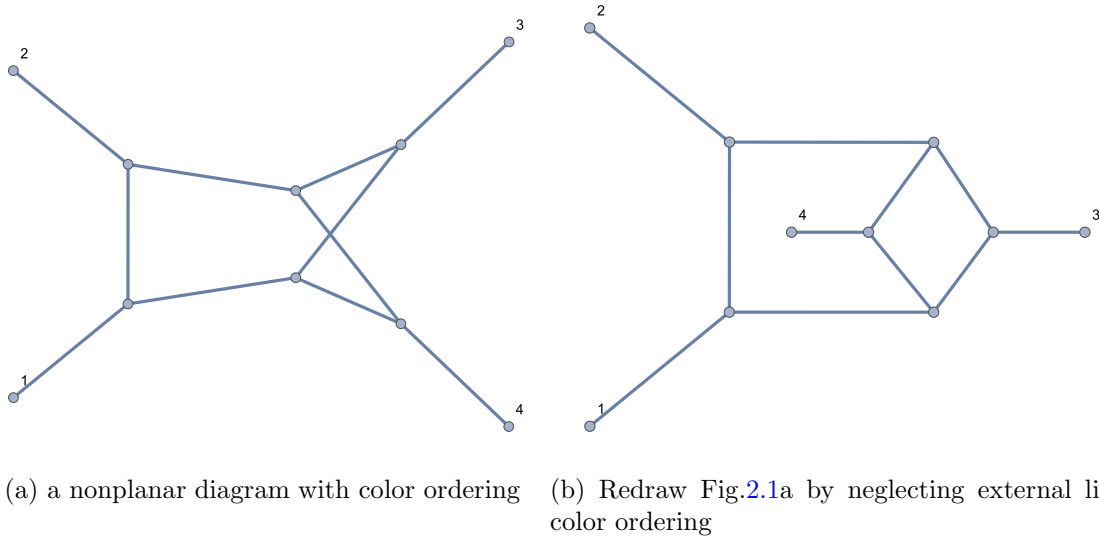 2
3
1
4
2
4
3
1
(a) a nonplanar diagram with color ordering
(b) Redraw Fig.2.1a by neglecting external li
color ordering